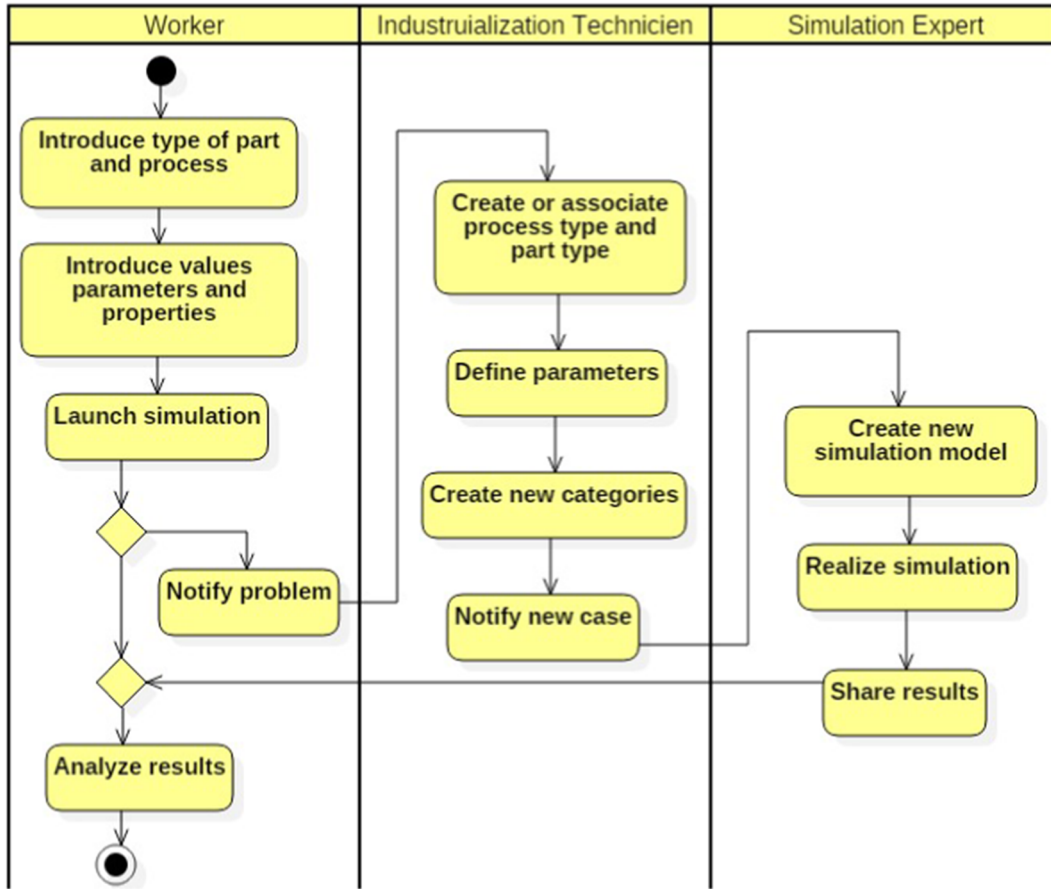 Worker
Industruialization Technicien
Simulation Expert
Introduce type of part
and process
Introduce values
parameters and
properties
Launch simulation
Notify problem
Analyze results
Create or associate
process type and
part type
Define parameters
Create new categories
Notify new case
Create new
simulation model
Realize simulation
Share results